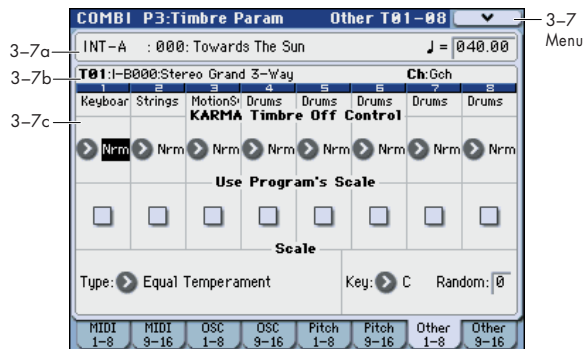 COMBI P3:Timbre Param Other T01-08
3-7
Menu
3-7a
INT-A :000: Towards The Sun ♩= 040.00
3-7b
T01:I-B000:Stereo Grand 3-Way Ch:Gch
1 2 3 4 5 6 7 8
Keyboar Strings MotionS Drums Drums Drums Drums Drums
3-7c
KARMA Timbre Off Control
Nrm Nrm Nrm Nrm Nrm Nrm Nrm Nrm
Use Program's Scale
Scale
Type: Equal Temperament Key: C Random: 0
MIDI 1-8 MIDI 9-16 OSC 1-8 OSC 9-16 Pitch 1-8 Pitch 9-16 Other 1-8 Other 9-16